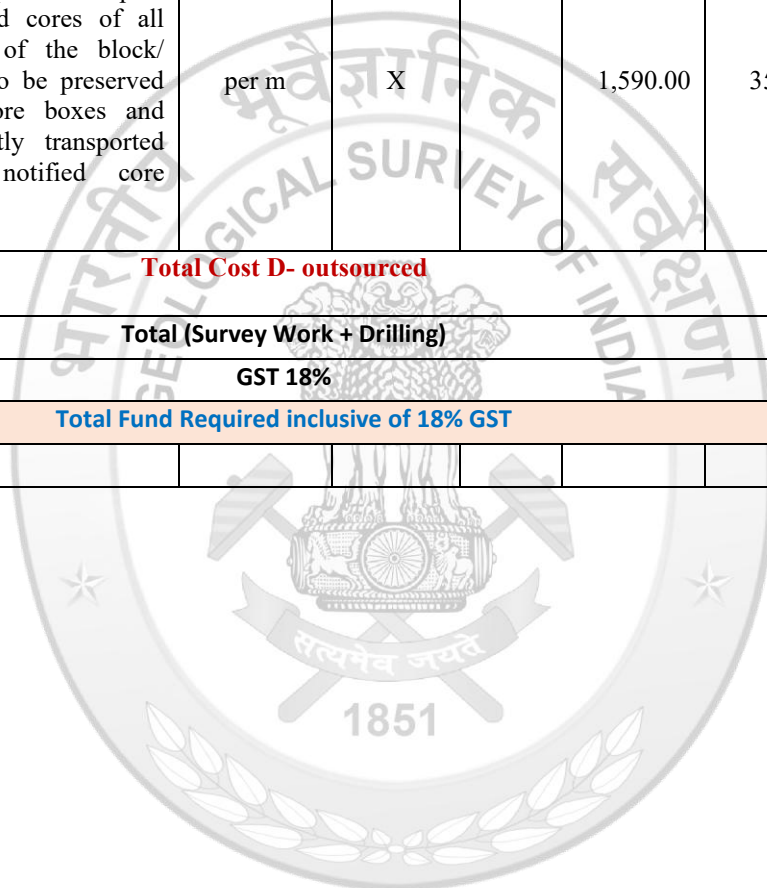 d cores of all
of the block/
o be preserved
ore boxes and
tly transported
notified core
per m
X
1,590.00
35
Total Cost D- outsourced
Total (Survey Work + Drilling)
GST 18%
Total Fund Required inclusive of 18% GST
भारतीय भूवैज्ञानिक सर्वेक्षण
GEOLOGICAL SURVEY OF INDIA
सत्यमेव जयते
1851